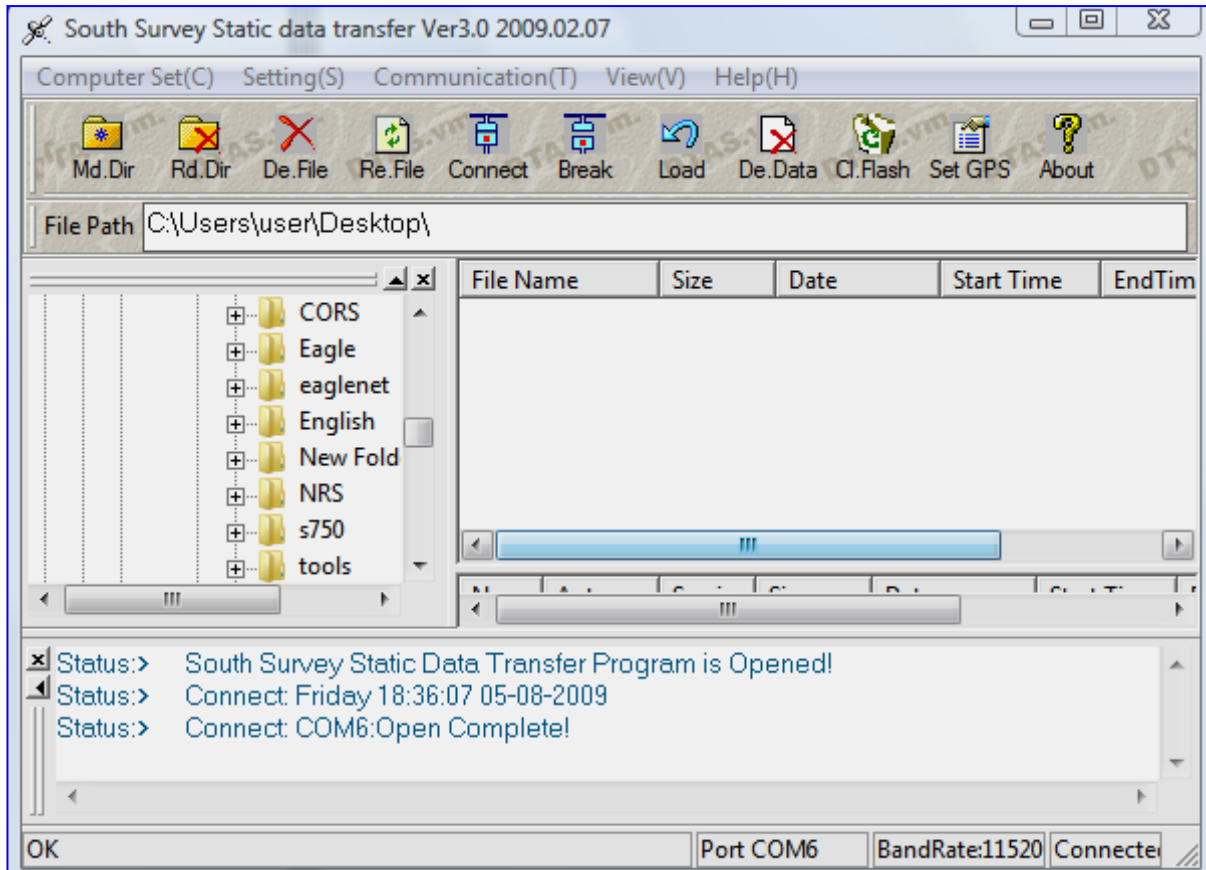 South Survey Static data transfer Ver3.0 2009.02.07
Computer Set(C) Setting(S) Communication(T) View(V) Help(H)
Md.Dir Rd.Dir De.File Re.File Connect Break Load De.Data Cl.Flash Set GPS About
File Path C:\Users\user\Desktop\
File Name Size Date Start Time EndTim
CORS
Eagle
eaglenet
English
New Fold
NRS
s750
tools
Status:> South Survey Static Data Transfer Program is Opened!
Status:> Connect: Friday 18:36:07 05-08-2009
Status:> Connect: COM6:Open Complete!
OK Port COM6 BandRate:11520 Connecte